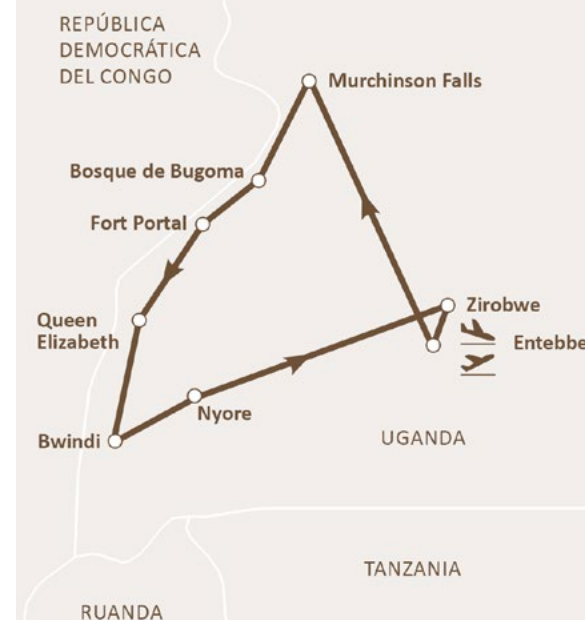 REPÚBLICA
DEMOCRÁTICA
DEL CONGO
Murchinson Falls
Bosque de Bugoma
Fort Portal
Zirobwe
Queen
Elizabeth
Entebbe
Nyore
Bwindi
UGANDA
TANZANIA
RUANDA